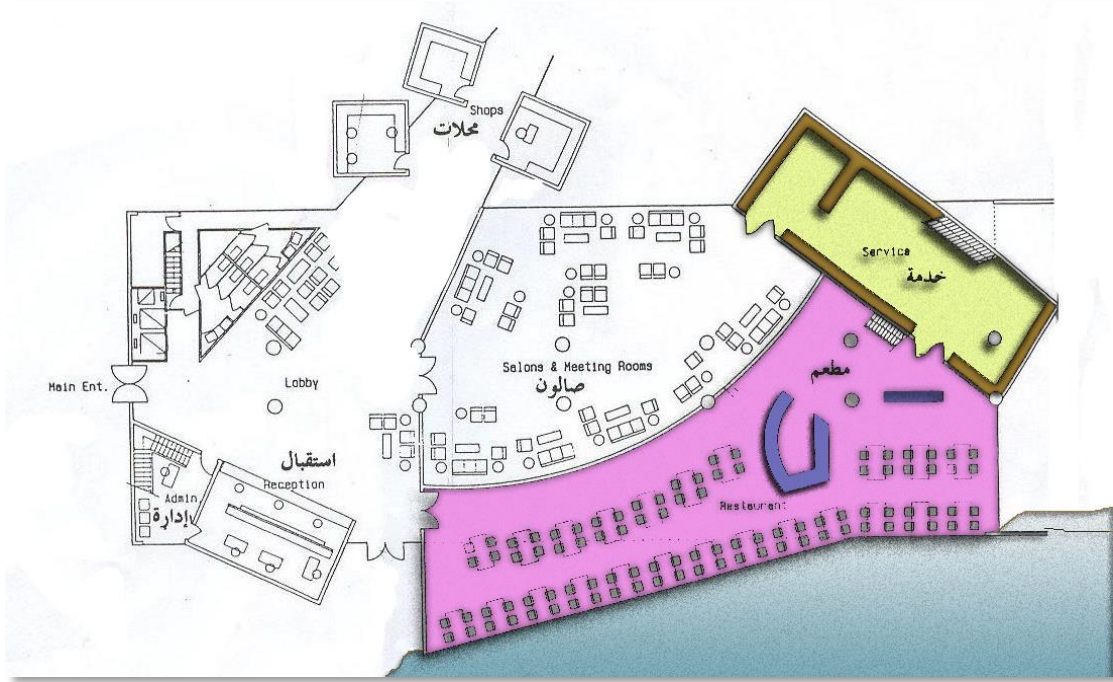 Shops
محلات
Service
خدمة
مطعم
Salons & Meeting Rooms
صالون
Main Ent.
Lobby
استقبال
Reception
Admin
إدارة
Restaurant